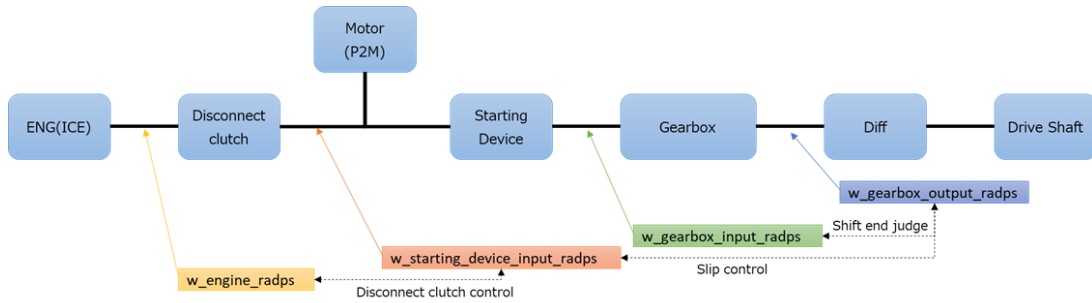 Motor
(P2M)
ENG(ICE)
Disconnect
clutch
Starting
Device
Gearbox
Diff
Drive Shaft
w_gearbox_output_radps
w_gearbox_input_radps
Shift end judge
w_starting_device_input_radps
Slip control
w_engine_radps
Disconnect clutch control